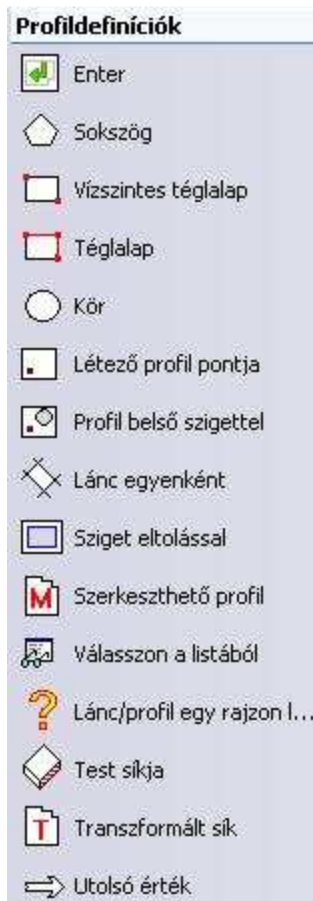 Profildefiníciók
Enter
Sokszög
Vízszintes téglalap
Téglalap
Kör
Létező profil pontja
Profil belső szigettel
Lánc egyenként
Sziget eltolással
M Szerkeszthető profil
Válasszon a listából
? Lánc/profil egy rajzon l...
Test síkja
T Transzformált sík
Utolsó érték